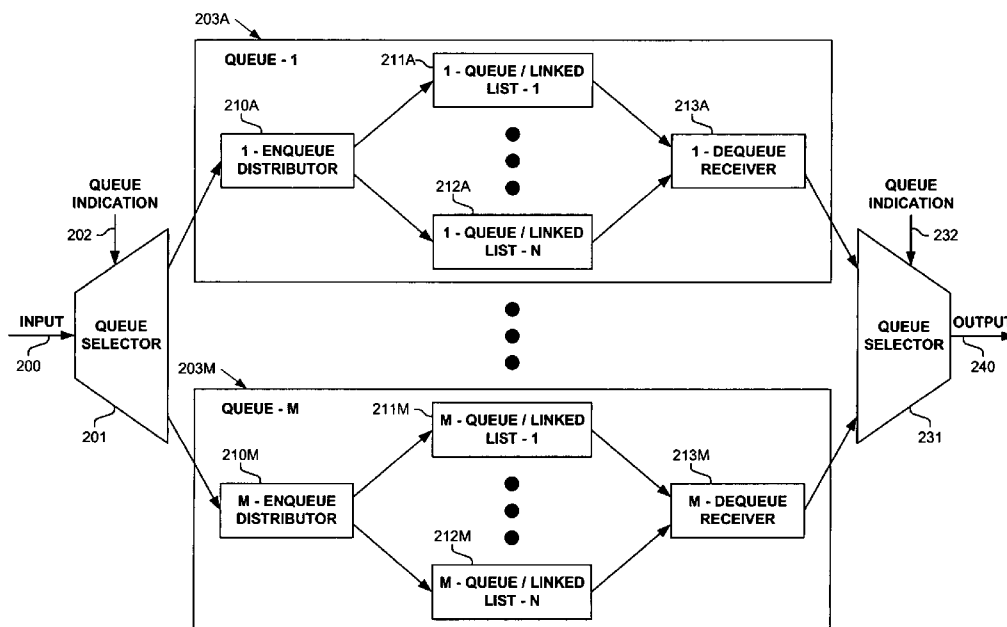 203A
QUEUE - 1
211A
1 - QUEUE / LINKED
LIST - 1
210A
1 - ENQUEUE
DISTRIBUTOR
213A
1 - DEQUEUE
RECEIVER
212A
1 - QUEUE / LINKED
LIST - N
QUEUE
INDICATION
202
QUEUE
INDICATION
232
INPUT
200
QUEUE
SELECTOR
201
QUEUE
SELECTOR
231
OUTPUT
240
203M
QUEUE - M
211M
M - QUEUE / LINKED
LIST - 1
210M
M - ENQUEUE
DISTRIBUTOR
213M
M - DEQUEUE
RECEIVER
212M
M - QUEUE / LINKED
LIST - N